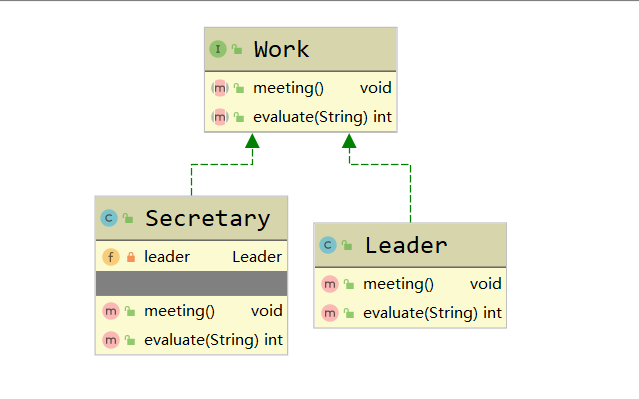 I Work
m meeting() void
m evaluate(String) int
C Secretary
f leader Leader
m meeting() void
m evaluate(String) int
C Leader
m meeting() void
m evaluate(String) int